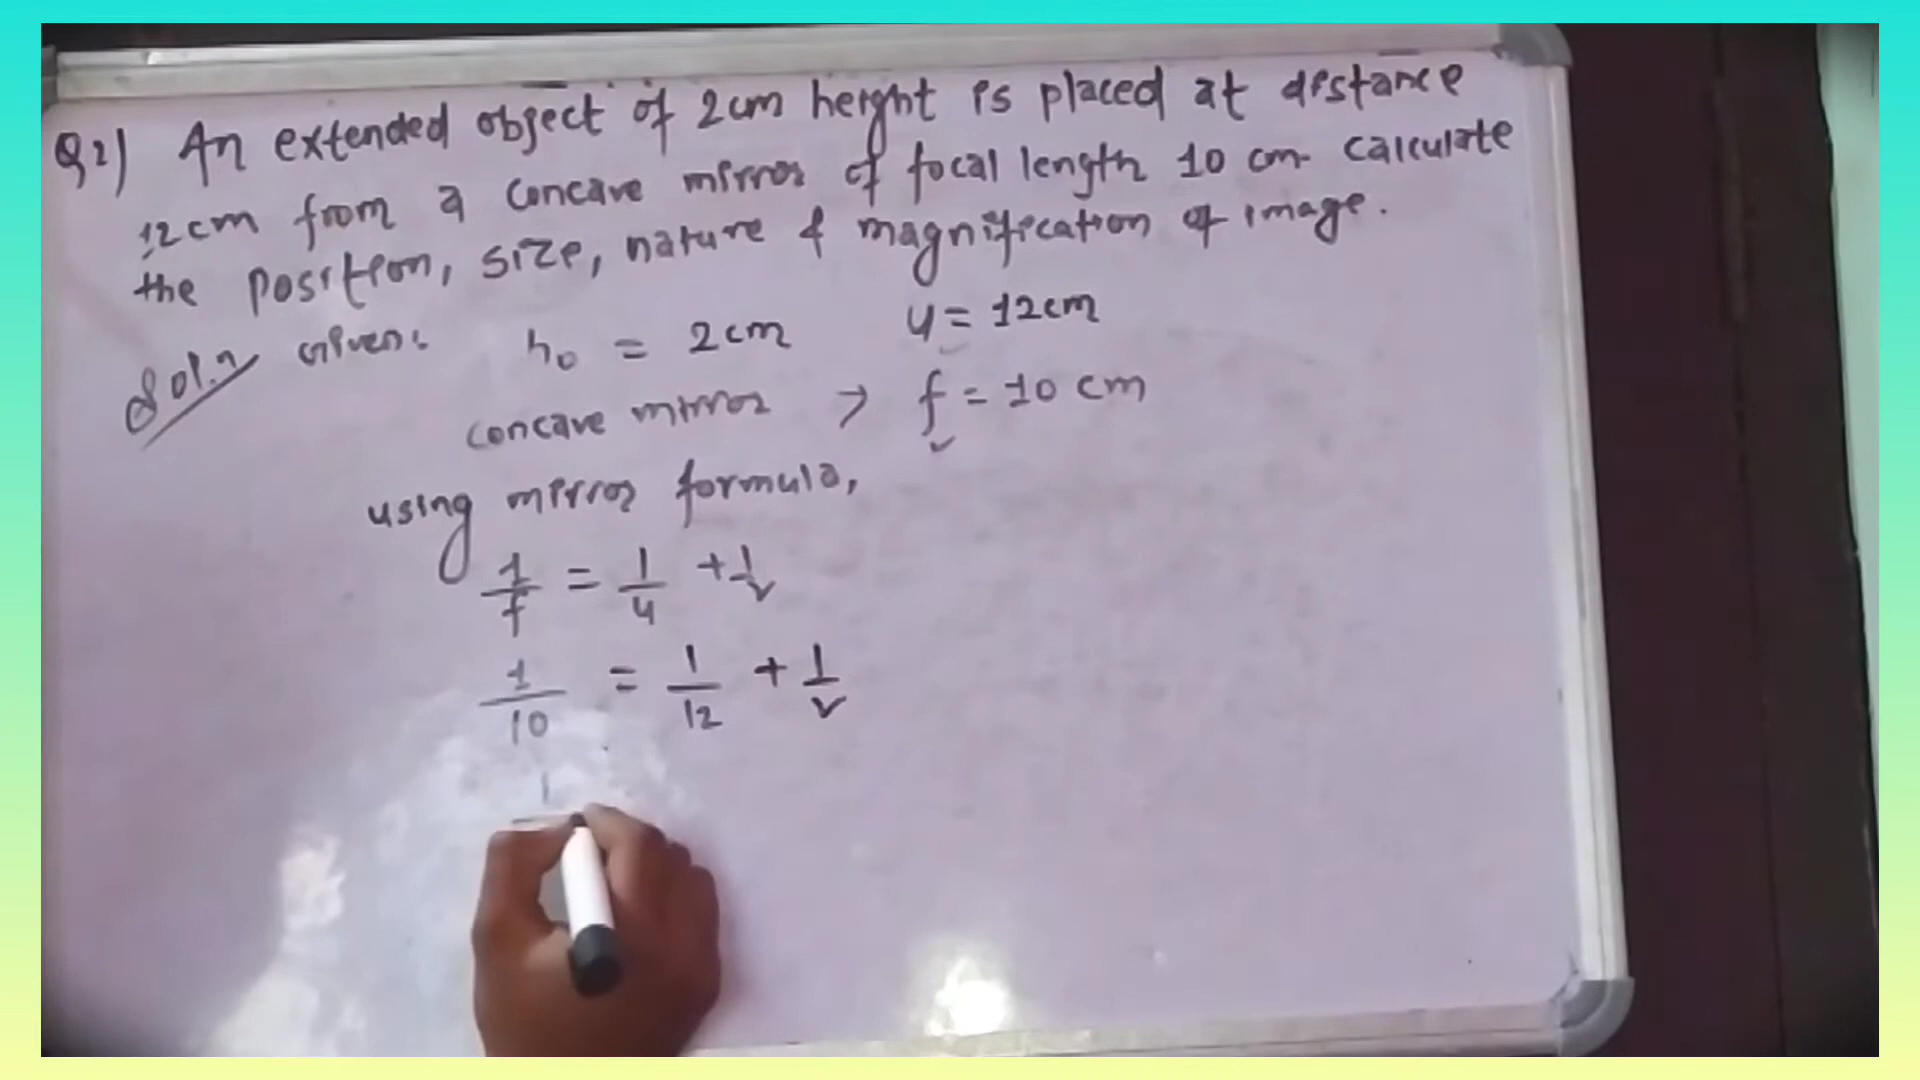 Q2) An extended object of 2cm height is placed at distance
12cm from a concave mirror of focal length 10 cm. calculate
the position, size, nature & magnification of image.
Sol.n given: ho = 2cm u = 12cm
concave mirror → f = 10 cm
using mirror formula,
1/f = 1/u + 1/v
1/10 = 1/12 + 1/v
1